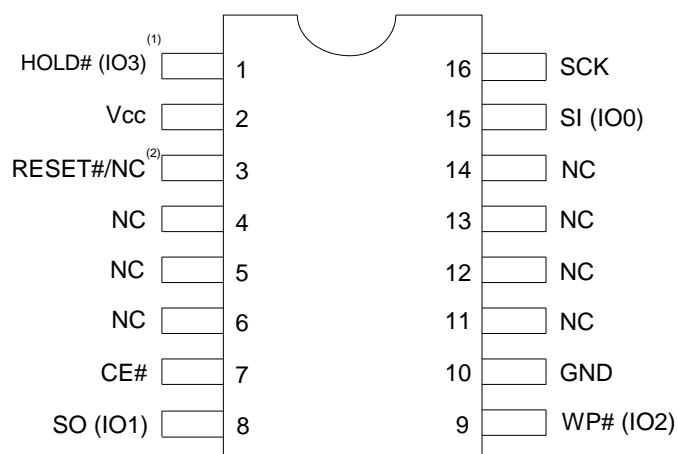 HOLD# (IO3)(1) 1 16 SCK
Vcc 2 15 SI (IO0)
RESET#/NC(2) 3 14 NC
NC 4 13 NC
NC 5 12 NC
NC 6 11 NC
CE# 7 10 GND
SO (IO1) 8 9 WP# (IO2)